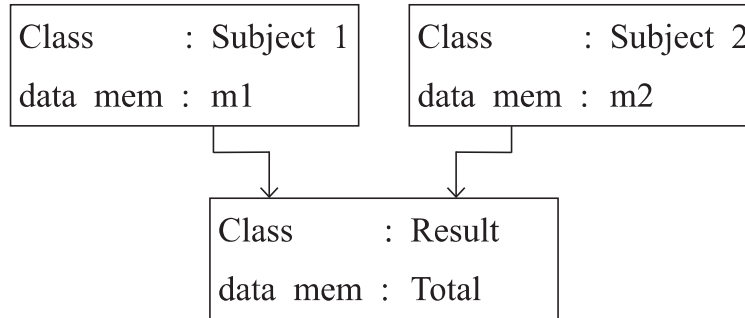 Class : Subject 1
data mem : m1
Class : Subject 2
data mem : m2
Class : Result
data mem : Total